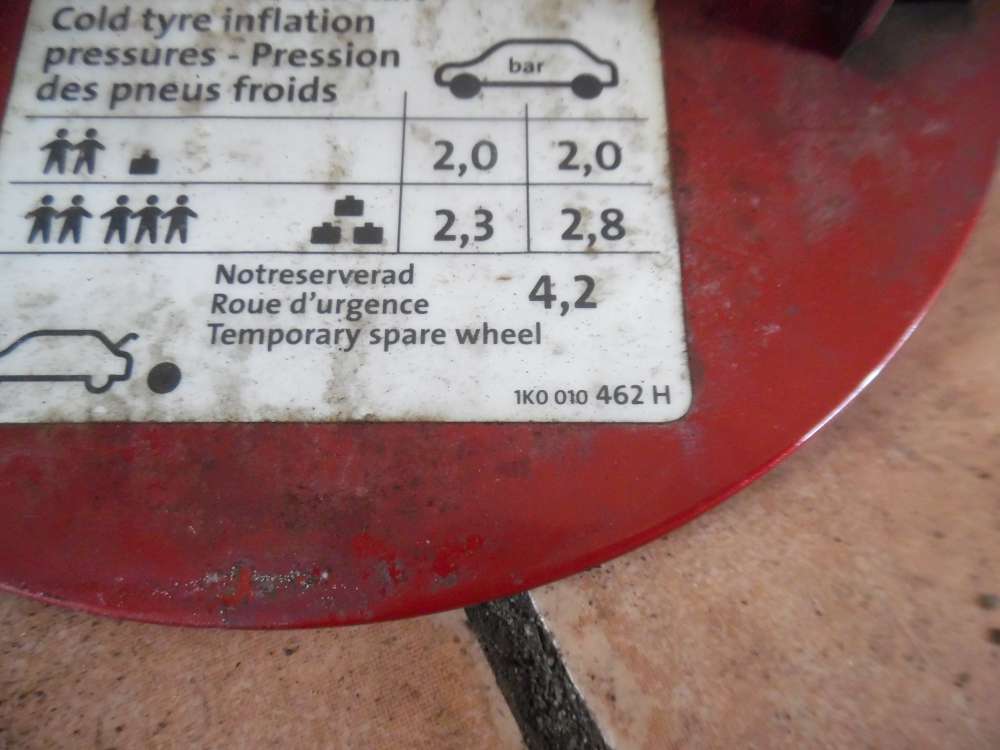 Cold tyre inflation
pressures - Pression
des pneus froids
bar
2,0 2,0
2,3 2,8
Notreserverad
Roue d'urgence
Temporary spare wheel
4,2
1K0 010 462 H